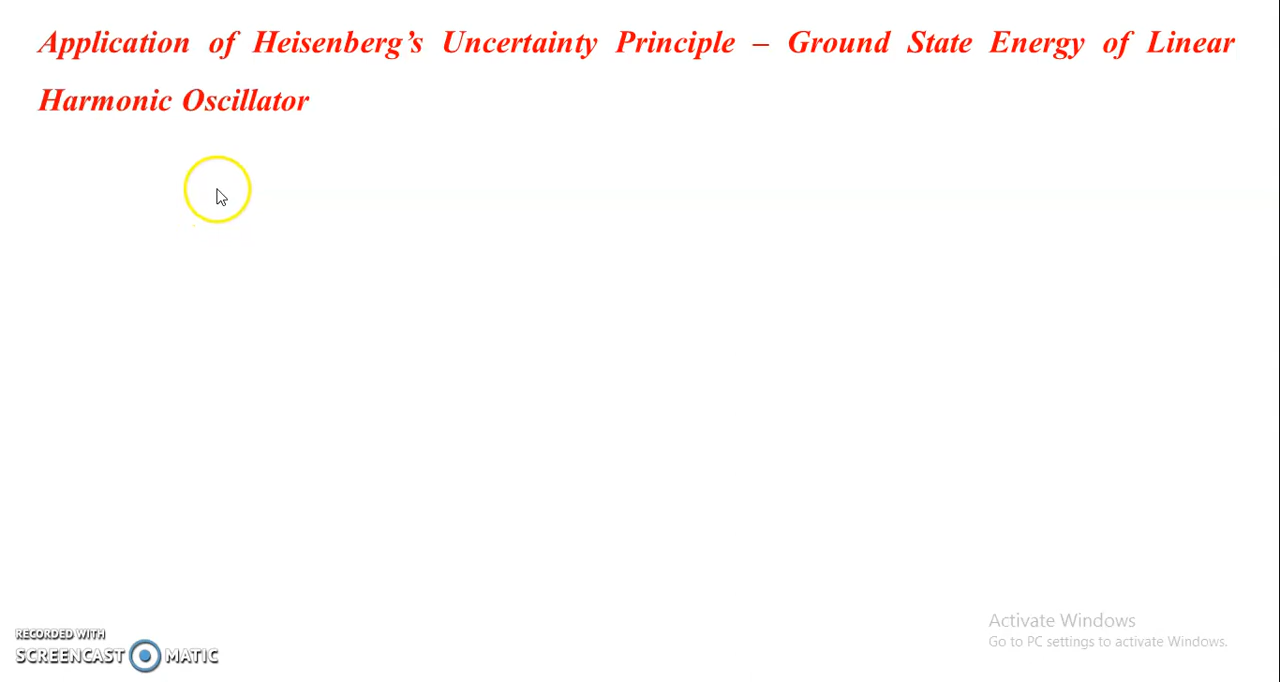 Application of Heisenberg’s Uncertainty Principle – Ground State Energy of Linear
Harmonic Oscillator
Activate Windows
Go to PC settings to activate Windows.
RECORDED WITH
SCREENCAST MATIC